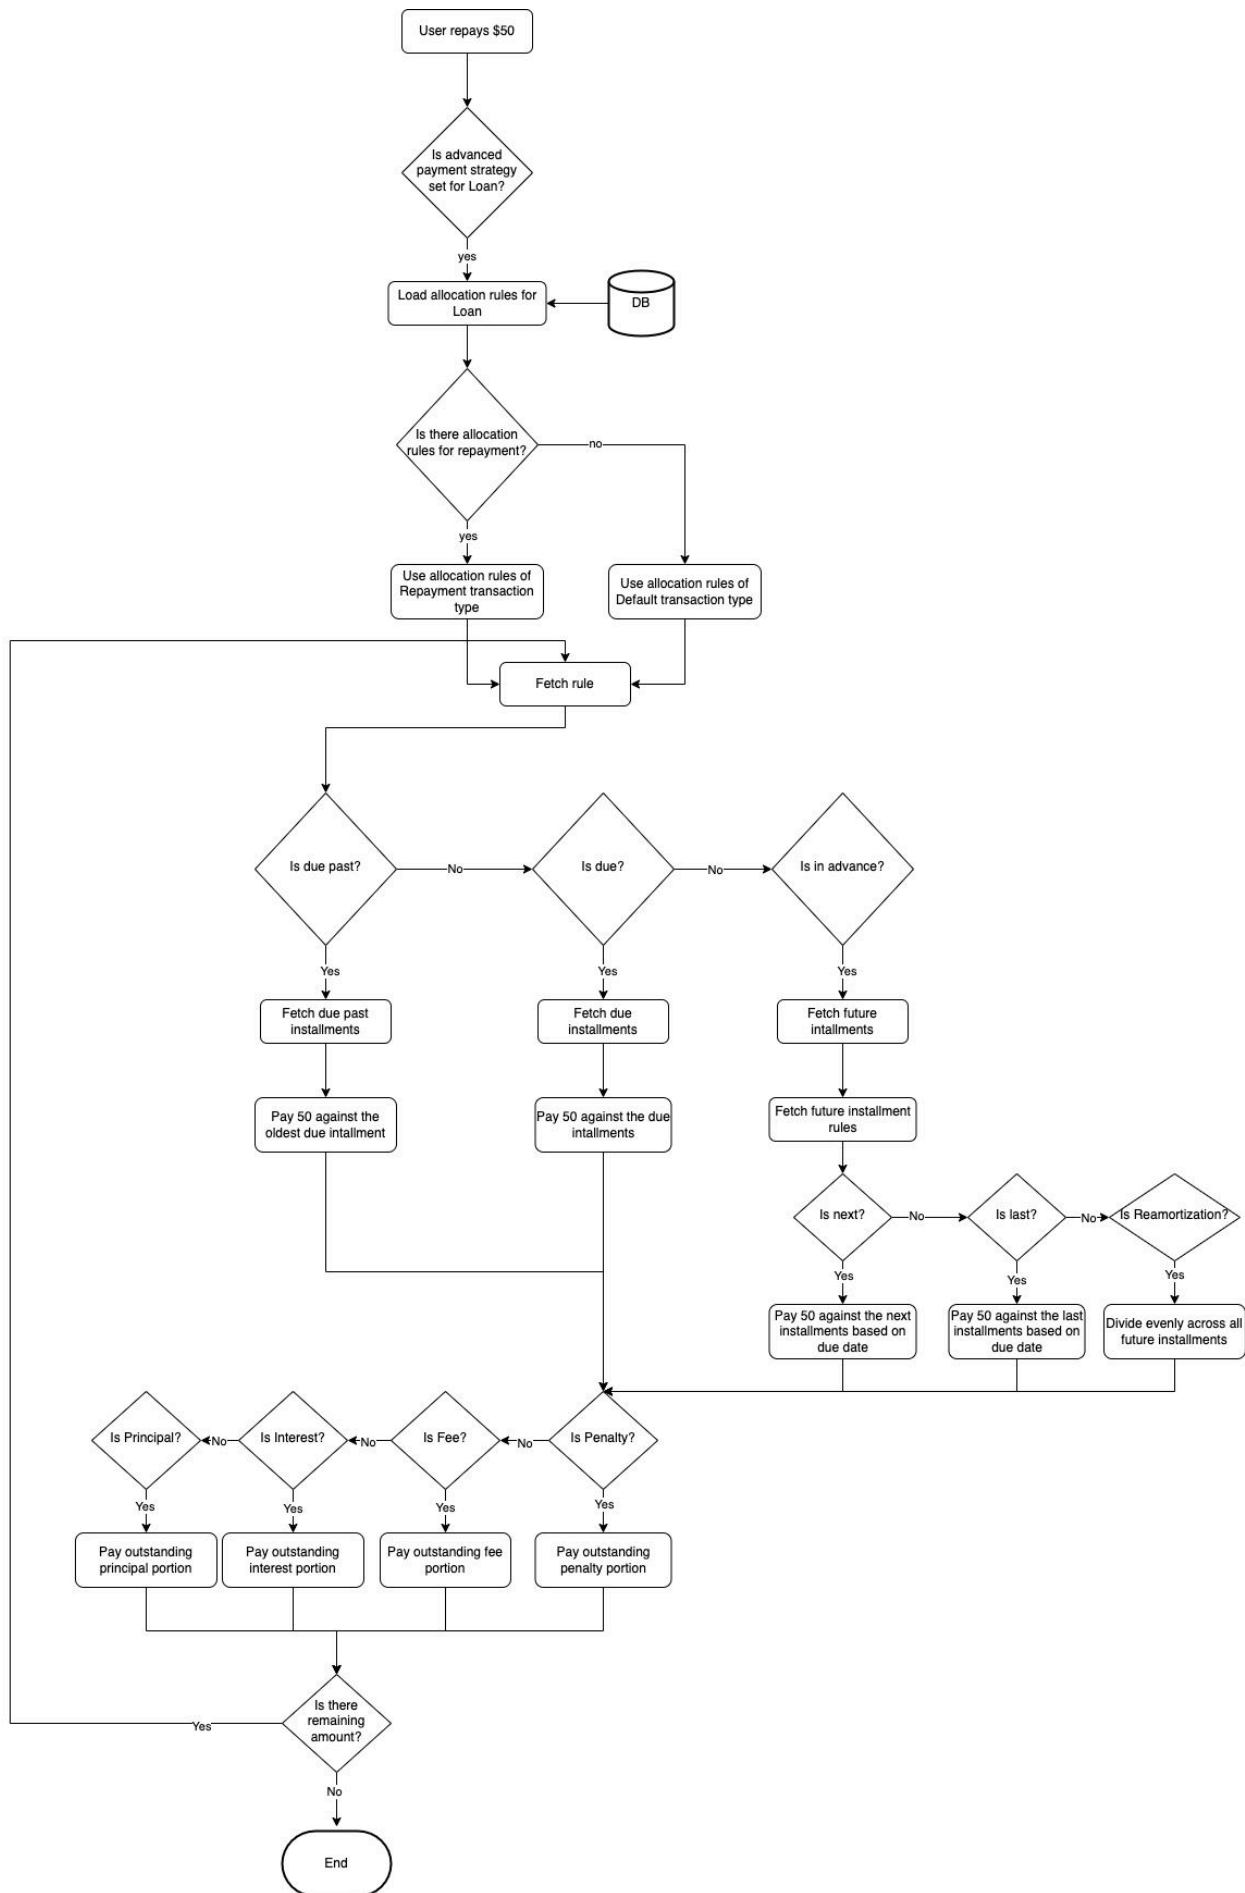 User repays $50
Is advanced
payment strategy
set for Loan?
yes
Load allocation rules for
Loan
DB
Is there allocation
rules for repayment?
no
yes
Use allocation rules of
Repayment transaction
type
Use allocation rules of
Default transaction type
Fetch rule
Is due past?
No
Is due?
No
Is in advance?
Yes
Yes
Yes
Fetch due past
installments
Fetch due
installments
Fetch future
intallments
Pay 50 against the
oldest due intallment
Pay 50 against the due
intallments
Fetch future installment
rules
Is next?
No
Is last?
No
Is Reamortization?
Yes
Yes
Yes
Pay 50 against the next
installments based on
due date
Pay 50 against the last
installments based on
due date
Divide evenly across all
future installments
Is Principal?
No
Is Interest?
No
Is Fee?
No
Is Penalty?
Yes
Yes
Yes
Yes
Pay outstanding
principal portion
Pay outstanding
interest portion
Pay outstanding fee
portion
Pay outstanding
penalty portion
Is there
remaining
amount?
Yes
No
End